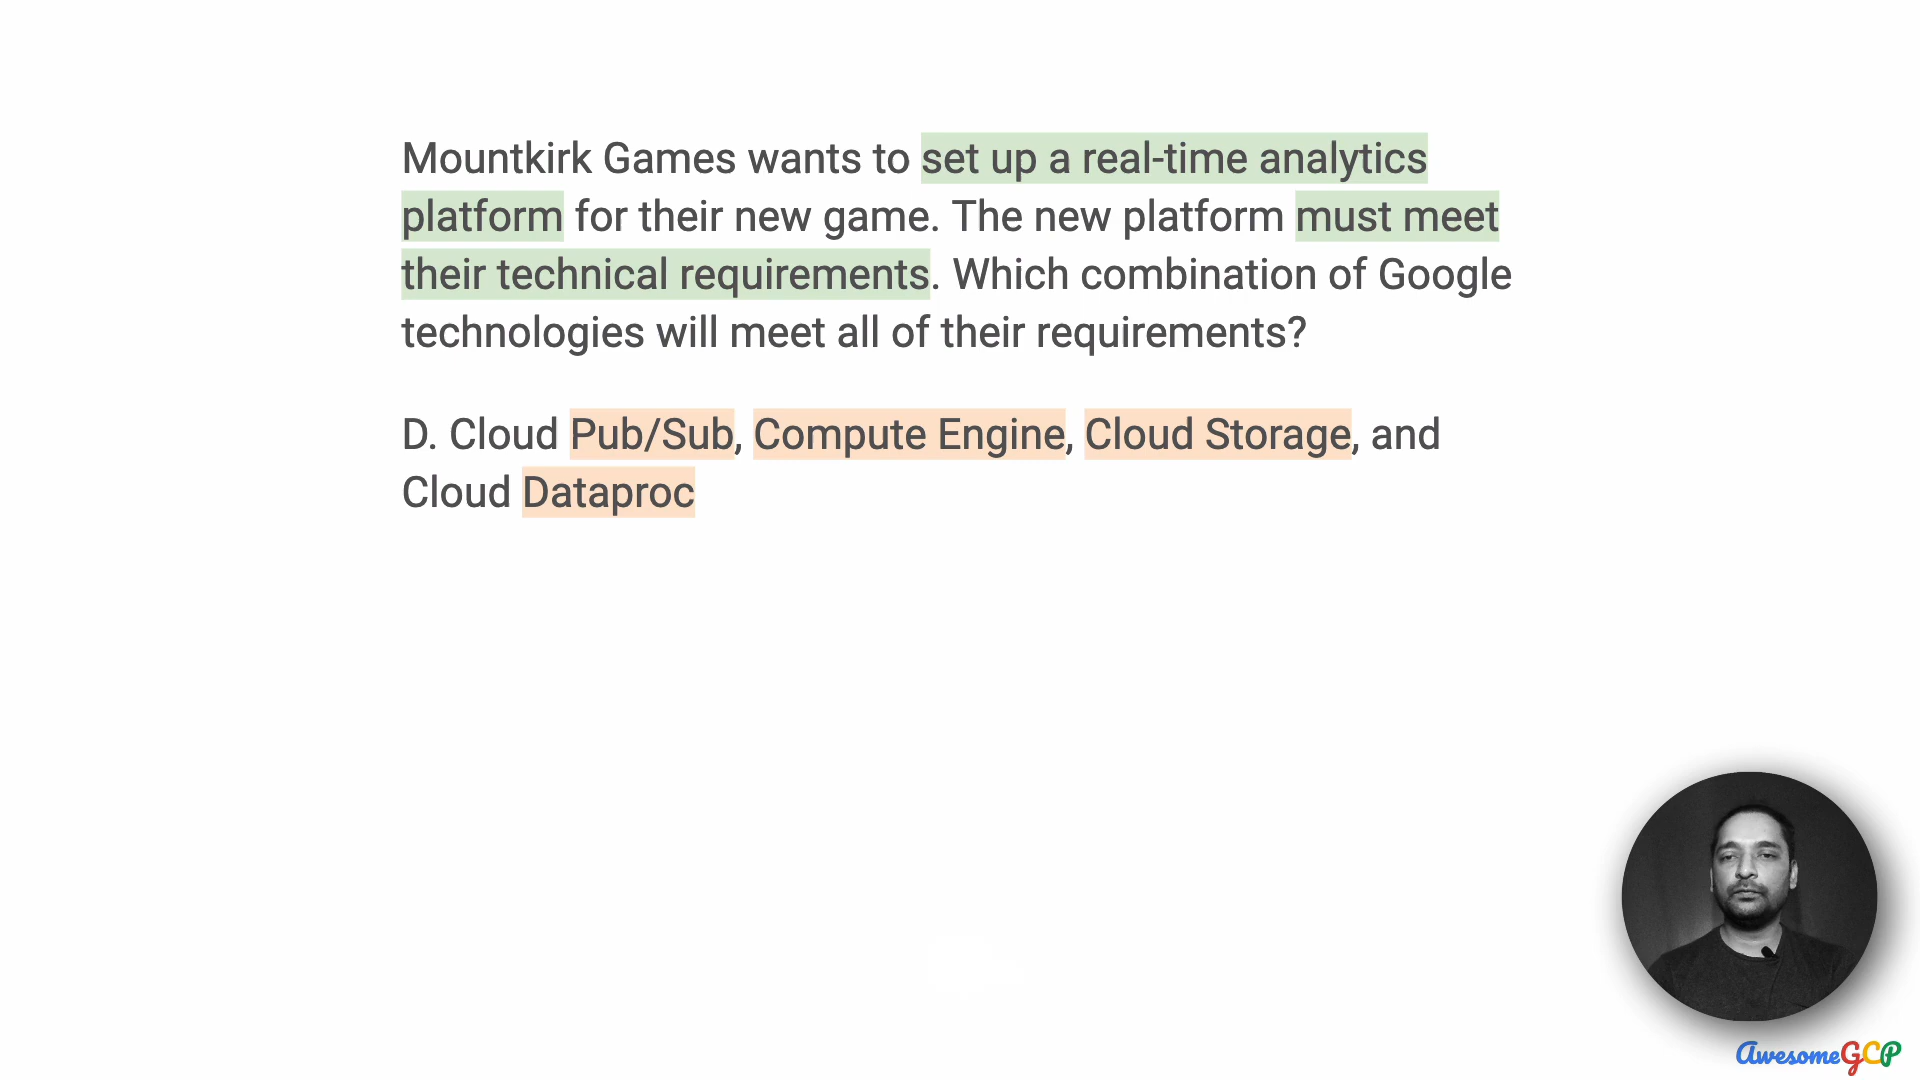 Mountkirk Games wants to set up a real-time analytics
platform for their new game. The new platform must meet
their technical requirements. Which combination of Google
technologies will meet all of their requirements?
D. Cloud Pub/Sub, Compute Engine, Cloud Storage, and
Cloud Dataproc
AwesomeGCP